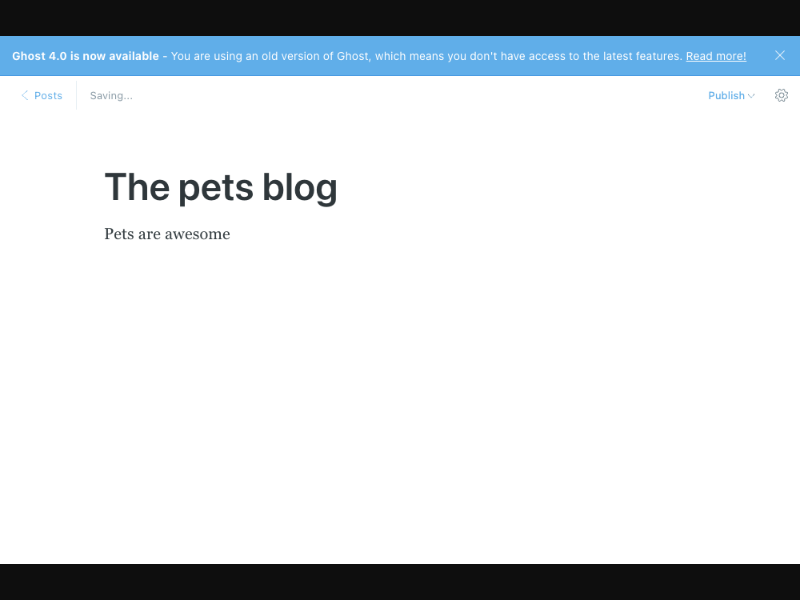 Ghost 4.0 is now available - You are using an old version of Ghost, which means you don't have access to the latest features. Read more!
Posts
Saving...
Publish
The pets blog
Pets are awesome